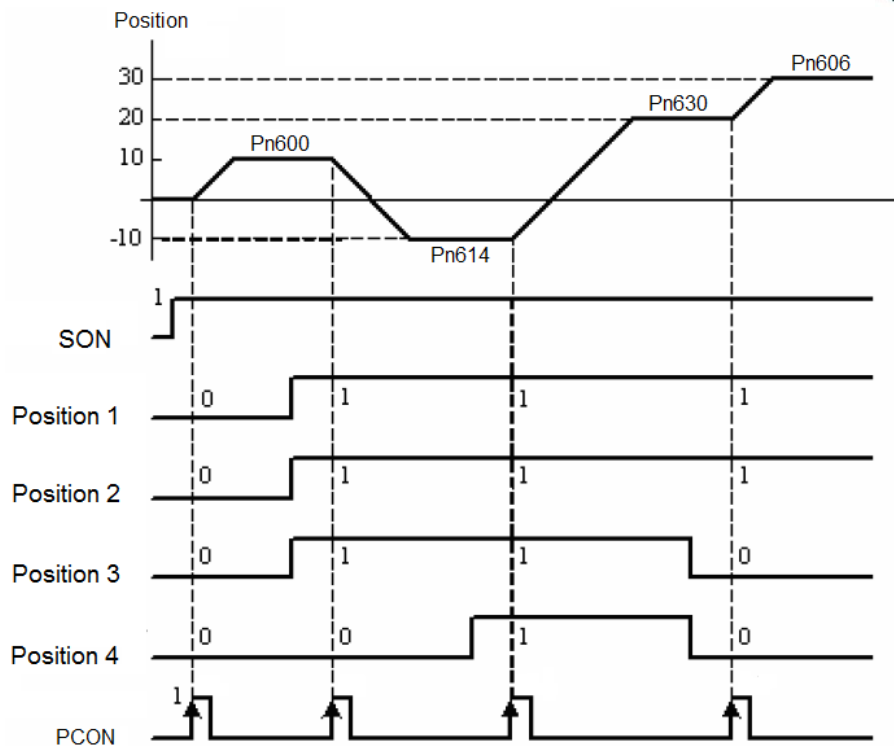 Position
30
Pn606
20
Pn630
10
Pn600
-10
Pn614
1
SON
0 1 1 1
Position 1
0 1 1 1
Position 2
0 1 1 0
Position 3
0 0 1 0
Position 4
1
PCON